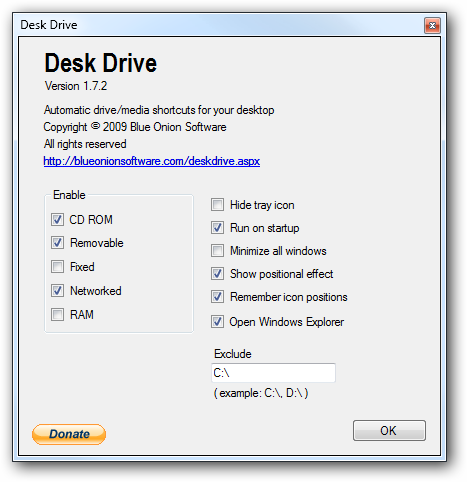 Desk Drive
Desk Drive
Version 1.7.2
Automatic drive/media shortcuts for your desktop
Copyright © 2009 Blue Onion Software
All rights reserved
http://blueonionsoftware.com/deskdrive.aspx
Enable
CD ROM
Removable
Fixed
Networked
RAM
Hide tray icon
Run on startup
Minimize all windows
Show positional effect
Remember icon positions
Open Windows Explorer
Exclude
C:\
( example: C:\, D:\ )
Donate
OK